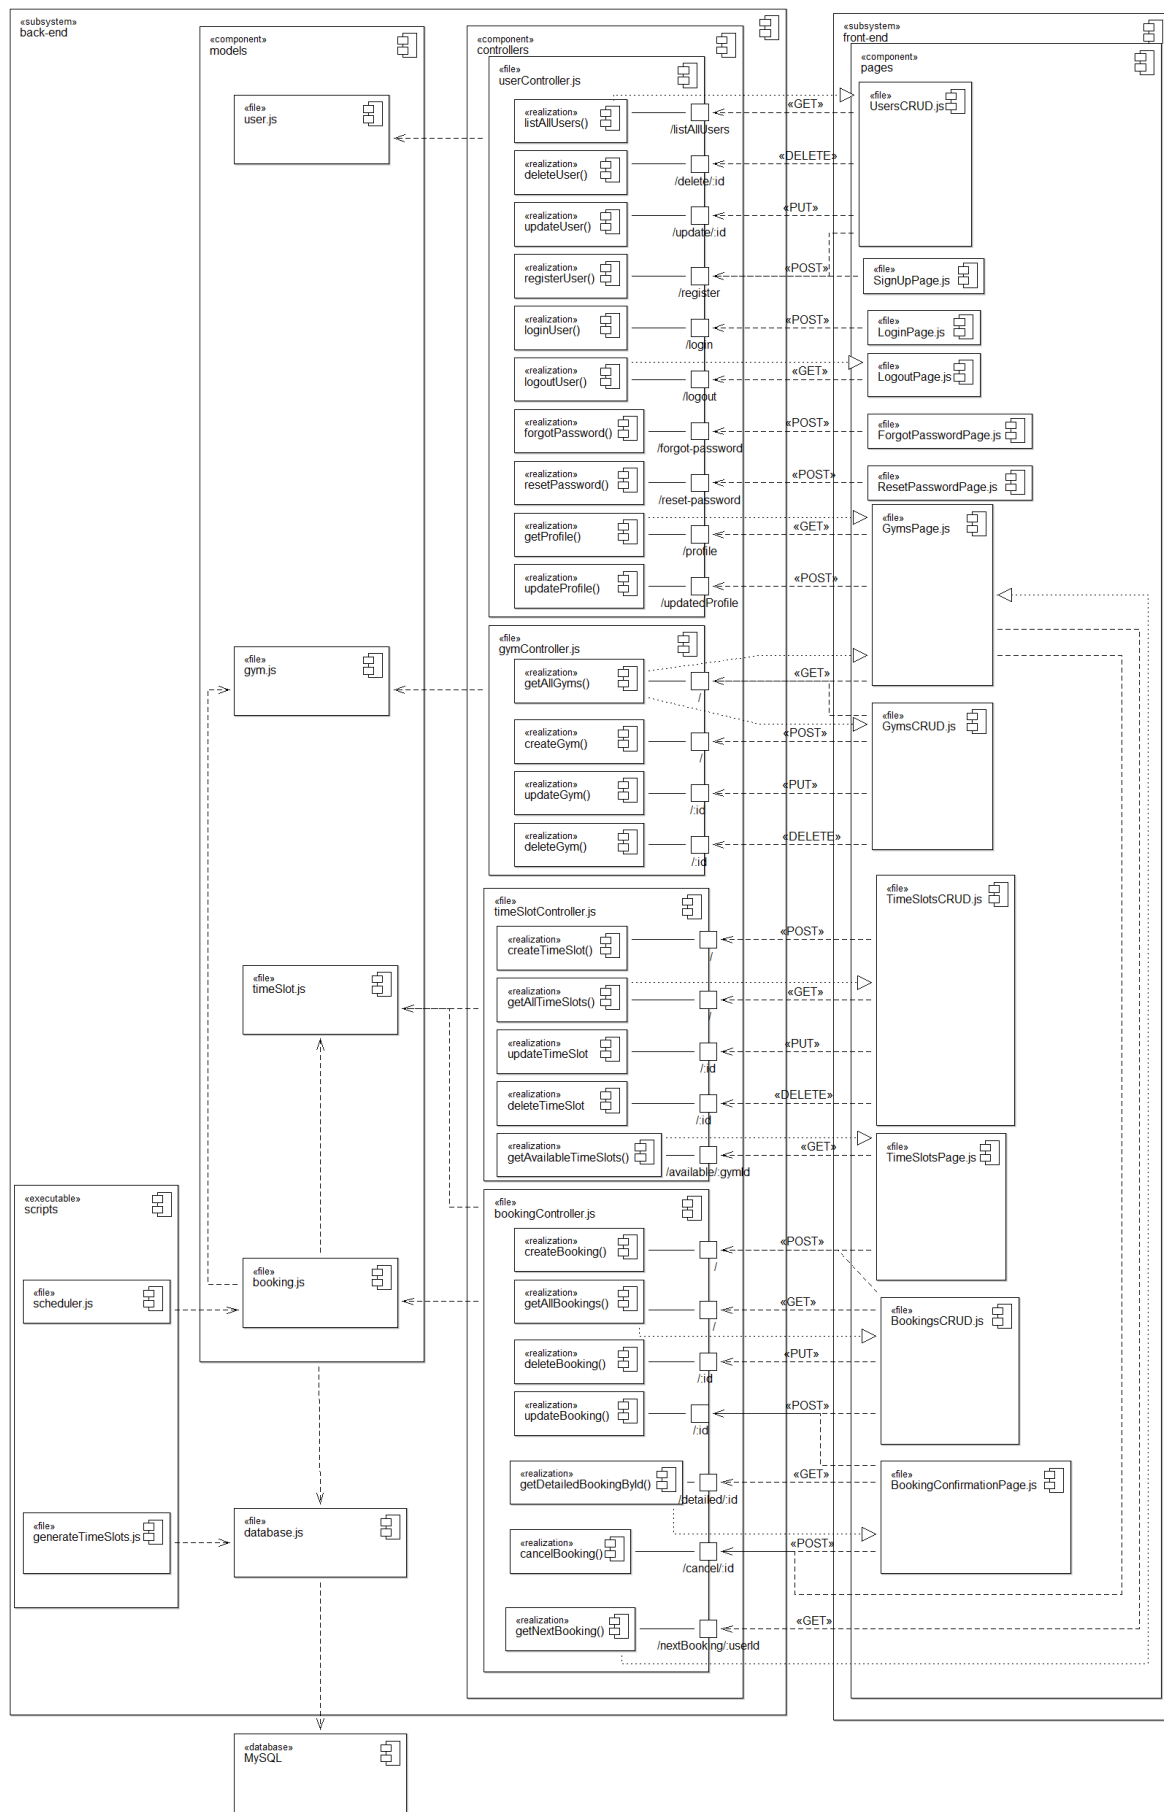 «subsystem»
back-end
«component»
models
«file»
user.js
«file»
gym.js
«file»
timeSlot.js
«file»
booking.js
«executable»
scripts
«file»
scheduler.js
«file»
generateTimeSlots.js
«file»
database.js
«database»
MySQL
«component»
controllers
«file»
userController.js
«realization»
listAllUsers()
/listAllUsers
«GET»
«realization»
deleteUser()
/delete/:id
«DELETE»
«realization»
updateUser()
/update/:id
«PUT»
«realization»
registerUser()
/register
«POST»
«realization»
loginUser()
/login
«POST»
«realization»
logoutUser()
/logout
«GET»
«realization»
forgotPassword()
/forgot-password
«POST»
«realization»
resetPassword()
/reset-password
«POST»
«realization»
getProfile()
/profile
«GET»
«realization»
updateProfile()
/updatedProfile
«POST»
«file»
gymController.js
«realization»
getAllGyms()
/
«GET»
«realization»
createGym()
/
«POST»
«realization»
updateGym()
/:id
«PUT»
«realization»
deleteGym()
/:id
«DELETE»
«file»
timeSlotController.js
«realization»
createTimeSlot()
/
«POST»
«realization»
getAllTimeSlots()
/
«GET»
«realization»
updateTimeSlot
/:id
«PUT»
«realization»
deleteTimeSlot
/:id
«DELETE»
«realization»
getAvailableTimeSlots()
/available/:gymId
«GET»
«file»
bookingController.js
«realization»
createBooking()
/
«POST»
«realization»
getAllBookings()
/
«GET»
«realization»
deleteBooking()
/:id
«PUT»
«realization»
updateBooking()
/:id
«POST»
«realization»
getDetailedBookingById()
/detailed/:id
«GET»
«realization»
cancelBooking()
/cancel/:id
«POST»
«realization»
getNextBooking()
/nextBooking/:userId
«GET»
«subsystem»
front-end
«component»
pages
«file»
UsersCRUD.js
«file»
SignUpPage.js
«file»
LoginPage.js
«file»
LogoutPage.js
«file»
ForgotPasswordPage.js
«file»
ResetPasswordPage.js
«file»
GymsPage.js
«file»
GymsCRUD.js
«file»
TimeSlotsCRUD.js
«file»
TimeSlotsPage.js
«file»
BookingsCRUD.js
«file»
BookingConfirmationPage.js